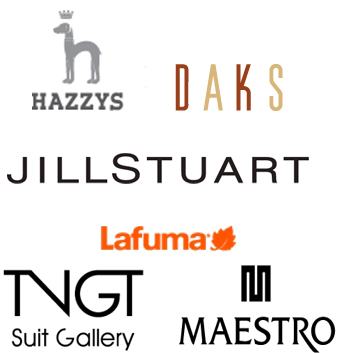 HAZZYS
DAKS
JILLSTUART
Lafuma
TNGT
Suit Gallery
MAESTRO